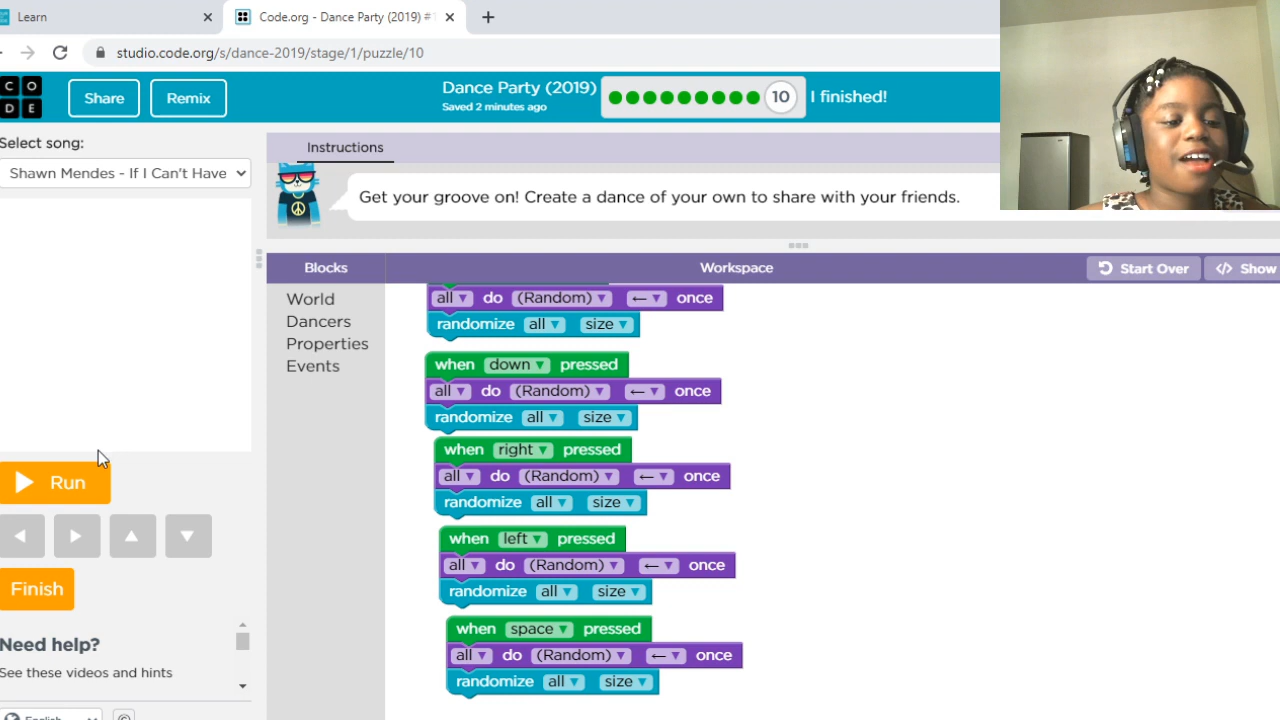 Learn
Code.org - Dance Party (2019) #1
studio.code.org/s/dance-2019/stage/1/puzzle/10
C O
D E
Share
Remix
Dance Party (2019)
Saved 2 minutes ago
10
I finished!
Select song:
Shawn Mendes - If I Can't Have
Instructions
Get your groove on! Create a dance of your own to share with your friends.
Blocks
Workspace
Start Over
</> Show
World
Dancers
Properties
Events
all do (Random) ← once
randomize all size
when down pressed
all do (Random) ← once
randomize all size
when right pressed
all do (Random) ← once
randomize all size
when left pressed
all do (Random) ← once
randomize all size
when space pressed
all do (Random) ← once
randomize all size
Run
Finish
Need help?
See these videos and hints
English